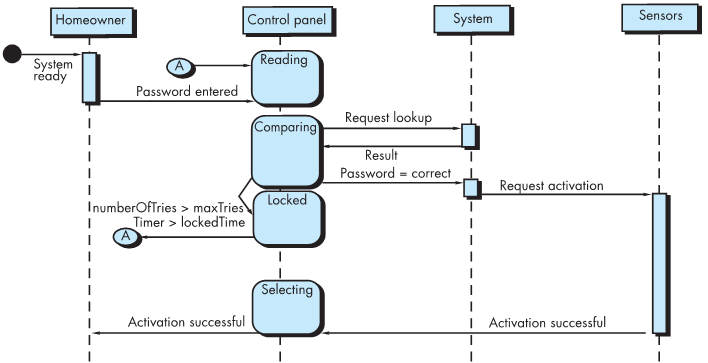 Homeowner
Control panel
System
Sensors
System
ready
A
Reading
Password entered
Comparing
Request lookup
Result
Password = correct
Request activation
numberOfTries > maxTries
Locked
Timer > lockedTime
A
Selecting
Activation successful
Activation successful